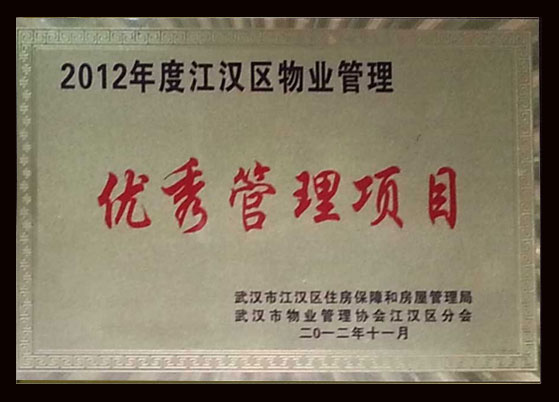 2012年度江汉区物业管理
优秀管理项目
武汉市江汉区住房保障和房屋管理局
武汉市物业管理协会江汉区分会
二0一二年十一月